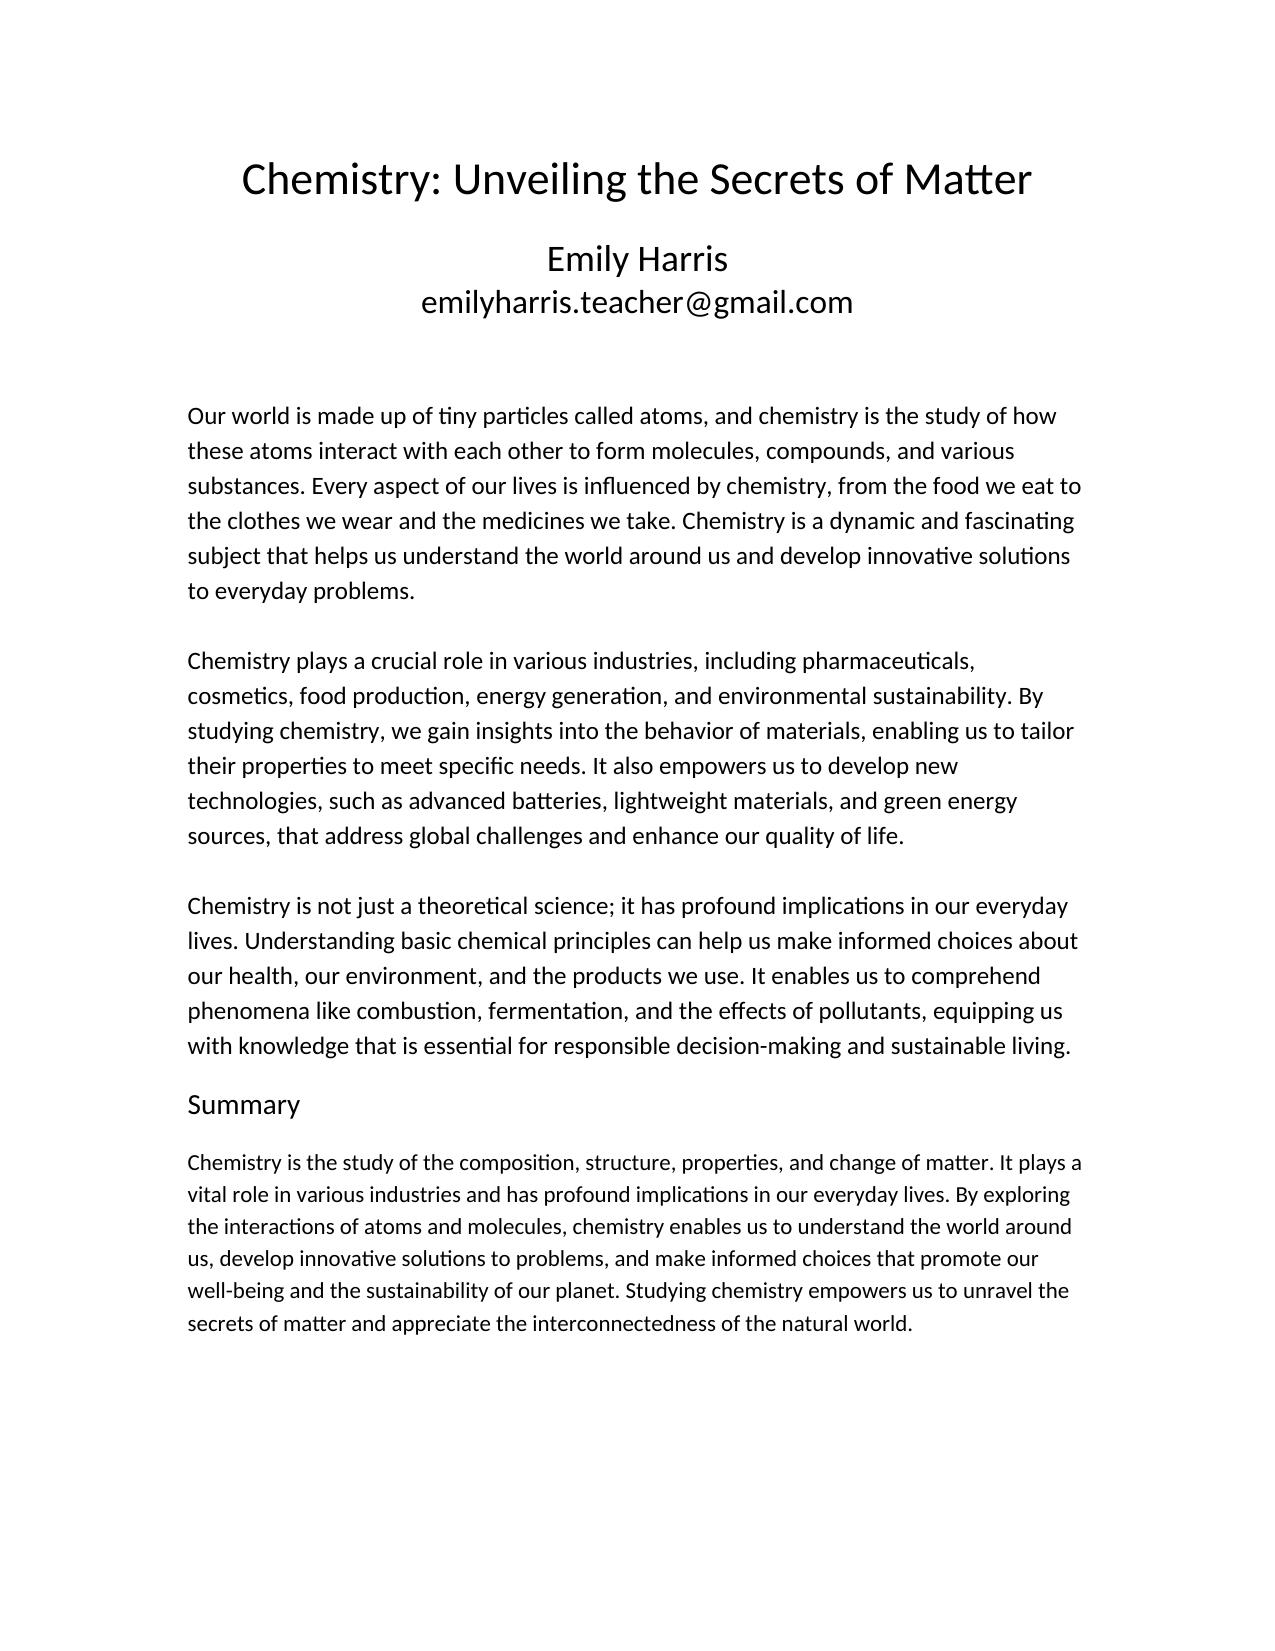 Chemistry: Unveiling the Secrets of Matter
Emily Harris
emilyharris.teacher@gmail.com
Our world is made up of tiny particles called atoms, and chemistry is the study of how
these atoms interact with each other to form molecules, compounds, and various
substances. Every aspect of our lives is influenced by chemistry, from the food we eat to
the clothes we wear and the medicines we take. Chemistry is a dynamic and fascinating
subject that helps us understand the world around us and develop innovative solutions
to everyday problems.
Chemistry plays a crucial role in various industries, including pharmaceuticals,
cosmetics, food production, energy generation, and environmental sustainability. By
studying chemistry, we gain insights into the behavior of materials, enabling us to tailor
their properties to meet specific needs. It also empowers us to develop new
technologies, such as advanced batteries, lightweight materials, and green energy
sources, that address global challenges and enhance our quality of life.
Chemistry is not just a theoretical science; it has profound implications in our everyday
lives. Understanding basic chemical principles can help us make informed choices about
our health, our environment, and the products we use. It enables us to comprehend
phenomena like combustion, fermentation, and the effects of pollutants, equipping us
with knowledge that is essential for responsible decision-making and sustainable living.
Summary
Chemistry is the study of the composition, structure, properties, and change of matter. It plays a
vital role in various industries and has profound implications in our everyday lives. By exploring
the interactions of atoms and molecules, chemistry enables us to understand the world around
us, develop innovative solutions to problems, and make informed choices that promote our
well-being and the sustainability of our planet. Studying chemistry empowers us to unravel the
secrets of matter and appreciate the interconnectedness of the natural world.